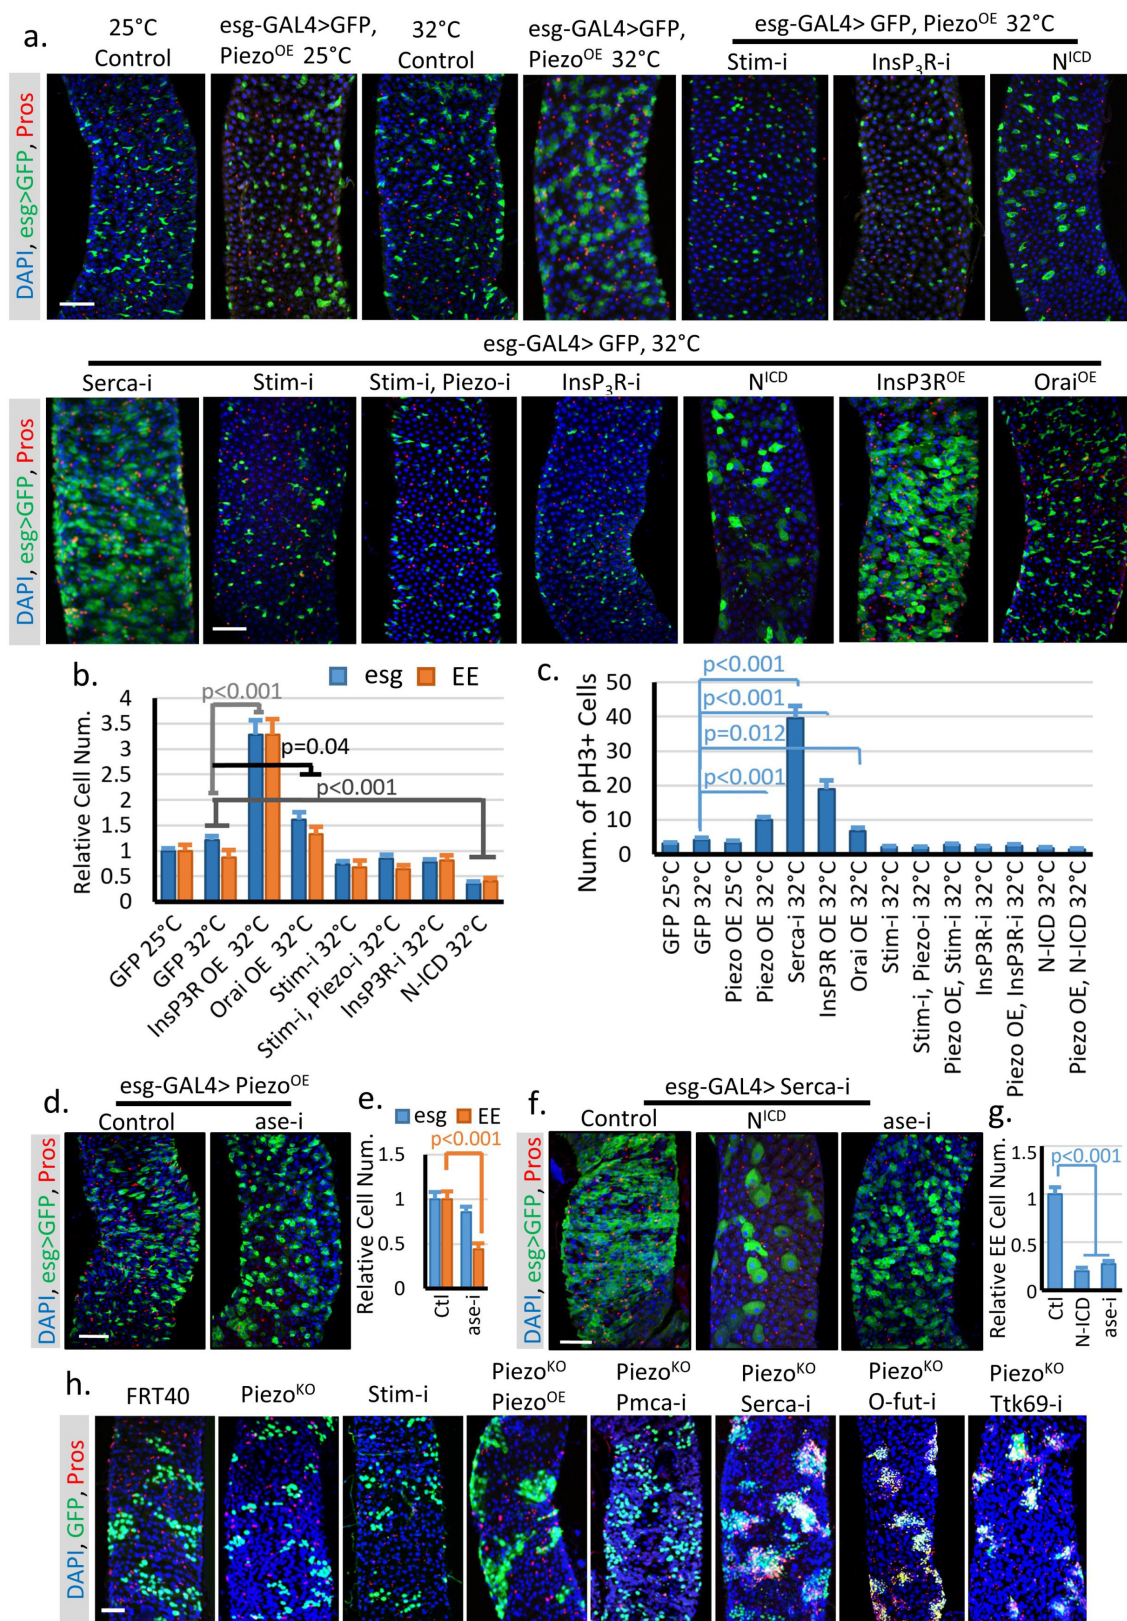 a.
25°C
Control
esg-GAL4>GFP,
Piezo^OE 25°C
32°C
Control
esg-GAL4>GFP,
Piezo^OE 32°C
esg-GAL4> GFP, Piezo^OE 32°C
Stim-i
InsP₃R-i
N^ICD
DAPI, esg>GFP, Pros
esg-GAL4> GFP, 32°C
Serca-i
Stim-i
Stim-i, Piezo-i
InsP₃R-i
N^ICD
InsP3R^OE
Orai^OE
DAPI, esg>GFP, Pros
b.
esg
EE
Relative Cell Num.
4
3.5
3
2.5
2
1.5
1
0.5
0
p<0.001
p=0.04
p<0.001
GFP 25°C
GFP 32°C
InsP3R OE 32°C
Orai OE 32°C
Stim-i 32°C
Stim-i, Piezo-i 32°C
InsP3R-i 32°C
N-ICD 32°C
c.
Num. of pH3+ Cells
50
40
30
20
10
0
p<0.001
p<0.001
p=0.012
p<0.001
GFP 25°C
GFP 32°C
Piezo OE 25°C
Piezo OE 32°C
Serca-i 32°C
InsP3R OE 32°C
Orai OE 32°C
Stim-i 32°C
Stim-i, Piezo-i 32°C
Piezo OE, Stim-i 32°C
InsP3R-i 32°C
Piezo OE, InsP3R-i 32°C
N-ICD 32°C
Piezo OE, N-ICD 32°C
d.
esg-GAL4> Piezo^OE
Control
ase-i
DAPI, esg>GFP, Pros
e.
esg
EE
Relative Cell Num.
1.5
1
0.5
0
p<0.001
Ctl
ase-i
f.
esg-GAL4> Serca-i
Control
N^ICD
ase-i
DAPI, esg>GFP, Pros
g.
Relative EE Cell Num.
1.5
1
0.5
0
p<0.001
Ctl
N-ICD
ase-i
h.
FRT40
Piezo^KO
Stim-i
Piezo^KO
Piezo^OE
Piezo^KO
Pmca-i
Piezo^KO
Serca-i
Piezo^KO
O-fut-i
Piezo^KO
Ttk69-i
DAPI, GFP, Pros